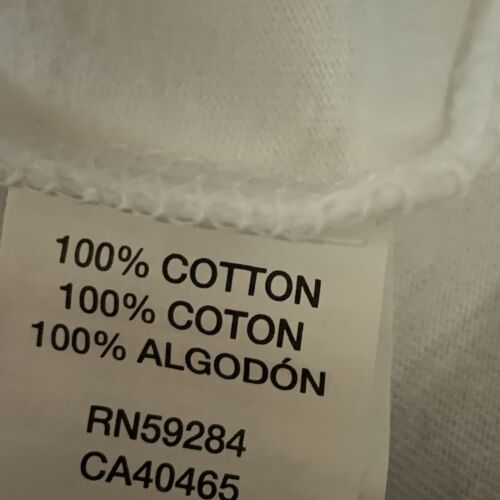 100% COTTON
100% COTON
100% ALGODÓN
RN59284
CA40465